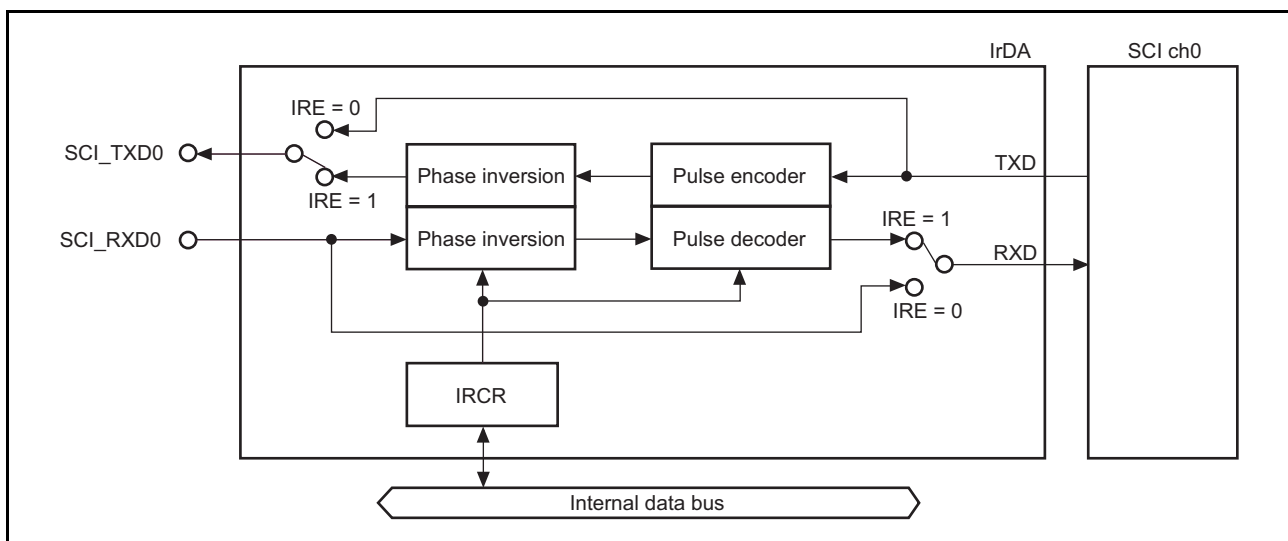 IrDA
SCI ch0
IRE = 0
SCI_TXD0
Phase inversion
Pulse encoder
TXD
IRE = 1
SCI_RXD0
Phase inversion
Pulse decoder
IRE = 1
RXD
IRE = 0
IRCR
Internal data bus